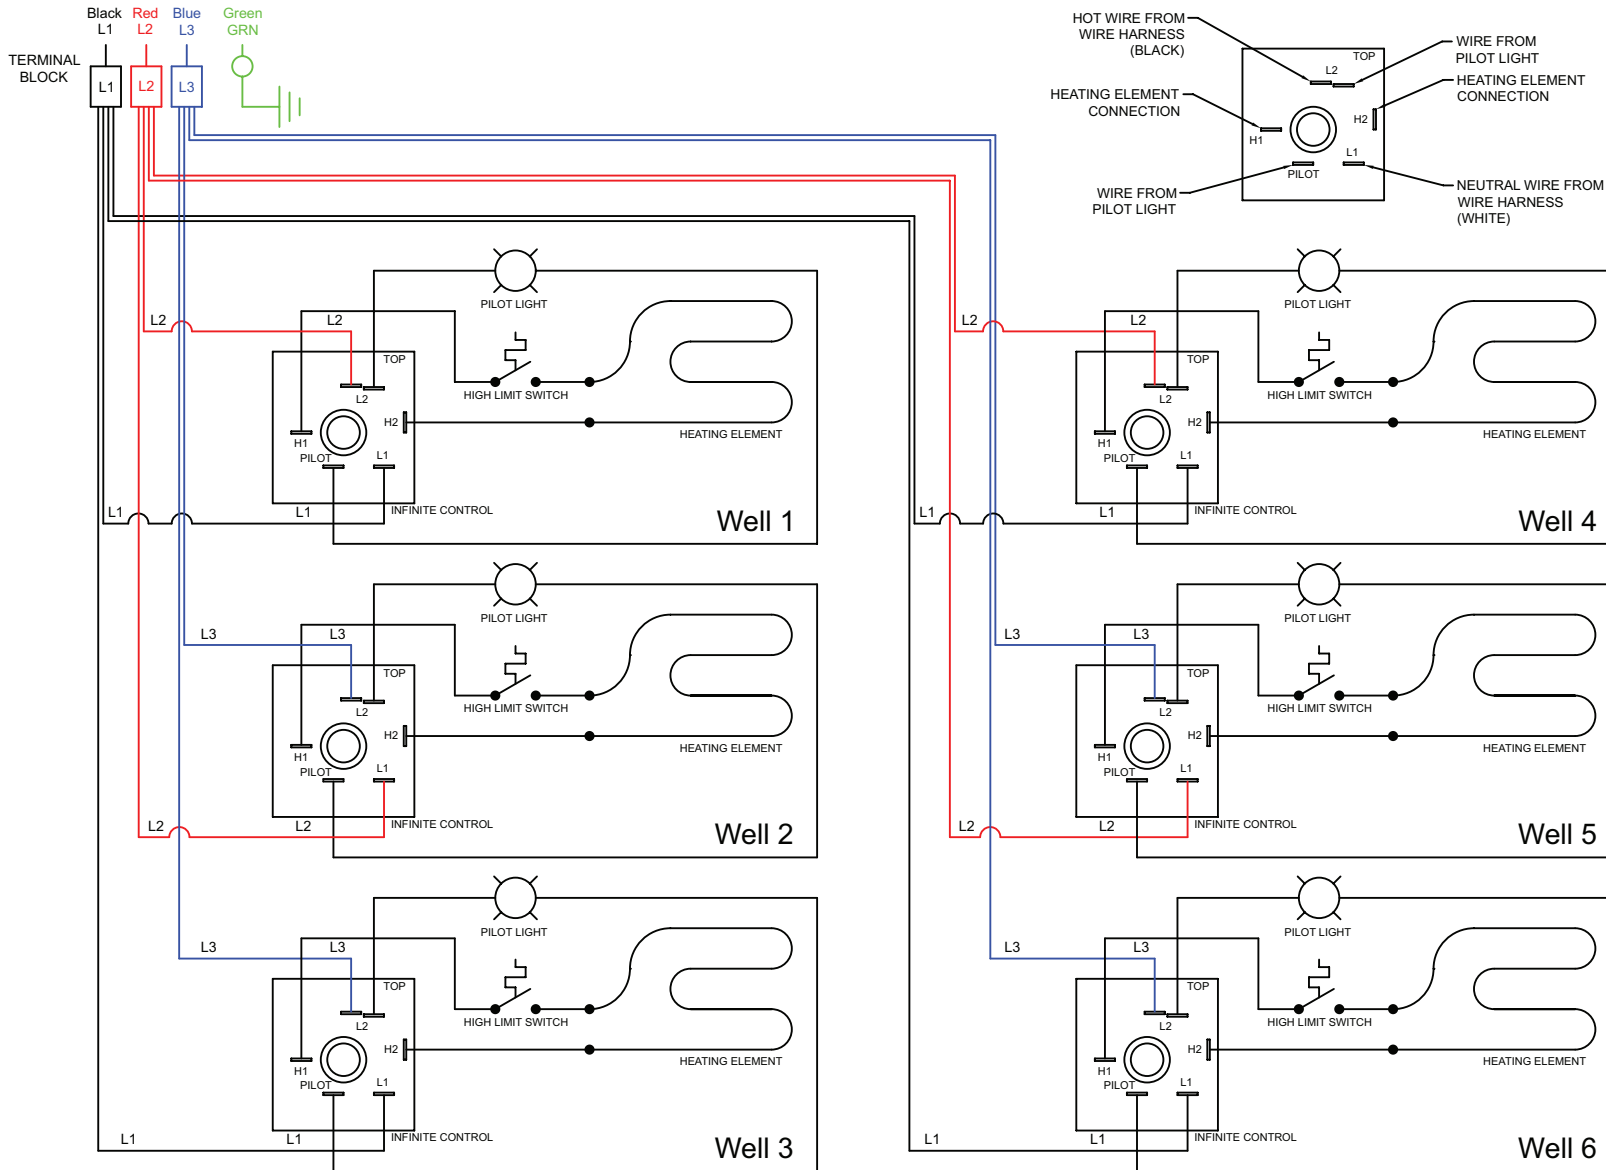 Black
L1
Red
L2
Blue
L3
Green
GRN
TERMINAL
BLOCK
L1
L2
L3
HOT WIRE FROM
WIRE HARNESS
(BLACK)
TOP
L2
WIRE FROM
PILOT LIGHT
HEATING ELEMENT
CONNECTION
HEATING ELEMENT
CONNECTION
H1
H2
L1
PILOT
WIRE FROM
PILOT LIGHT
NEUTRAL WIRE FROM
WIRE HARNESS
(WHITE)
PILOT LIGHT
L2
L2
TOP
L2
HIGH LIMIT SWITCH
H2
H1
PILOT
L1
HEATING ELEMENT
L1
L1
INFINITE CONTROL
Well 1
PILOT LIGHT
L2
L2
TOP
L2
HIGH LIMIT SWITCH
H2
H1
PILOT
L1
HEATING ELEMENT
L1
L1
INFINITE CONTROL
Well 4
PILOT LIGHT
L3
L3
TOP
L2
HIGH LIMIT SWITCH
H2
H1
PILOT
L1
HEATING ELEMENT
L2
L2
INFINITE CONTROL
Well 2
PILOT LIGHT
L3
L3
TOP
L2
HIGH LIMIT SWITCH
H2
H1
PILOT
L1
HEATING ELEMENT
L2
L2
INFINITE CONTROL
Well 5
PILOT LIGHT
L3
L3
TOP
L2
HIGH LIMIT SWITCH
H2
H1
PILOT
L1
HEATING ELEMENT
L1
L1
INFINITE CONTROL
Well 3
PILOT LIGHT
L3
L3
TOP
L2
HIGH LIMIT SWITCH
H2
H1
PILOT
L1
HEATING ELEMENT
L1
L1
INFINITE CONTROL
Well 6